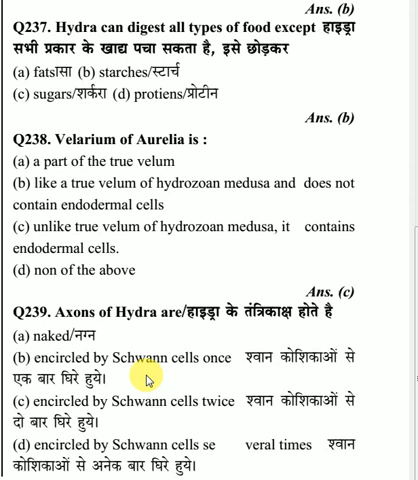 Ans. (b)
Q237. Hydra can digest all types of food except हाइड्रा
सभी प्रकार के खाद्य पचा सकता है, इसे छोड़कर
(a) fats।सा (b) starches/स्टार्च
(c) sugars/शर्करा (d) protiens/प्रोटीन
Ans. (b)
Q238. Velarium of Aurelia is :
(a) a part of the true velum
(b) like a true velum of hydrozoan medusa and does not
contain endodermal cells
(c) unlike true velum of hydrozoan medusa, it contains
endodermal cells.
(d) non of the above
Ans. (c)
Q239. Axons of Hydra are/हाइड्रा के तंत्रिकाक्ष होते है
(a) naked/नग्न
(b) encircled by Schwann cells once श्वान कोशिकाओं से
एक बार घिरे हुये।
(c) encircled by Schwann cells twice श्वान कोशिकाओं से
दो बार घिरे हुये।
(d) encircled by Schwann cells se veral times श्वान
कोशिकाओं से अनेक बार घिरे हुये।